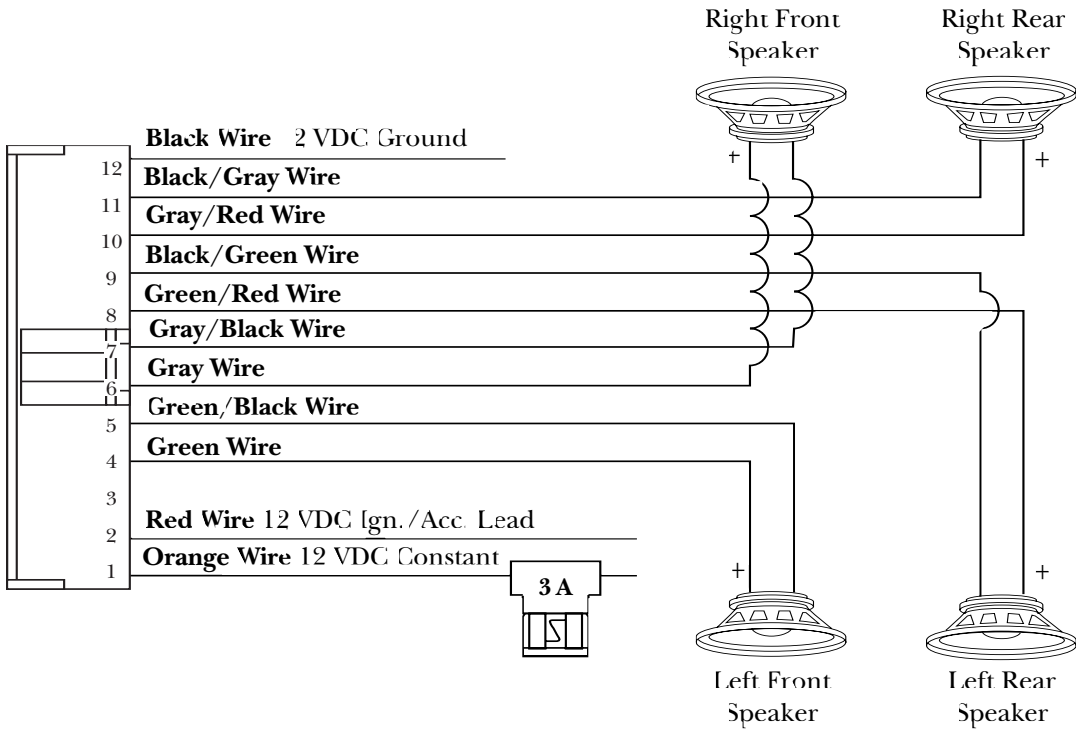 Right Front
Speaker
Right Rear
Speaker
Black Wire 2 VDC Ground
12
Black/Gray Wire
+
+
11
Gray/Red Wire
10
Black/Green Wire
9
Green/Red Wire
8
Gray/Black Wire
7
Gray Wire
6
Green/Black Wire
5
Green Wire
4
3
Red Wire 12 VDC Ign./Acc. Lead
2
Orange Wire 12 VDC Constant
1
3 A
+
+
Left Front
Speaker
Left Rear
Speaker